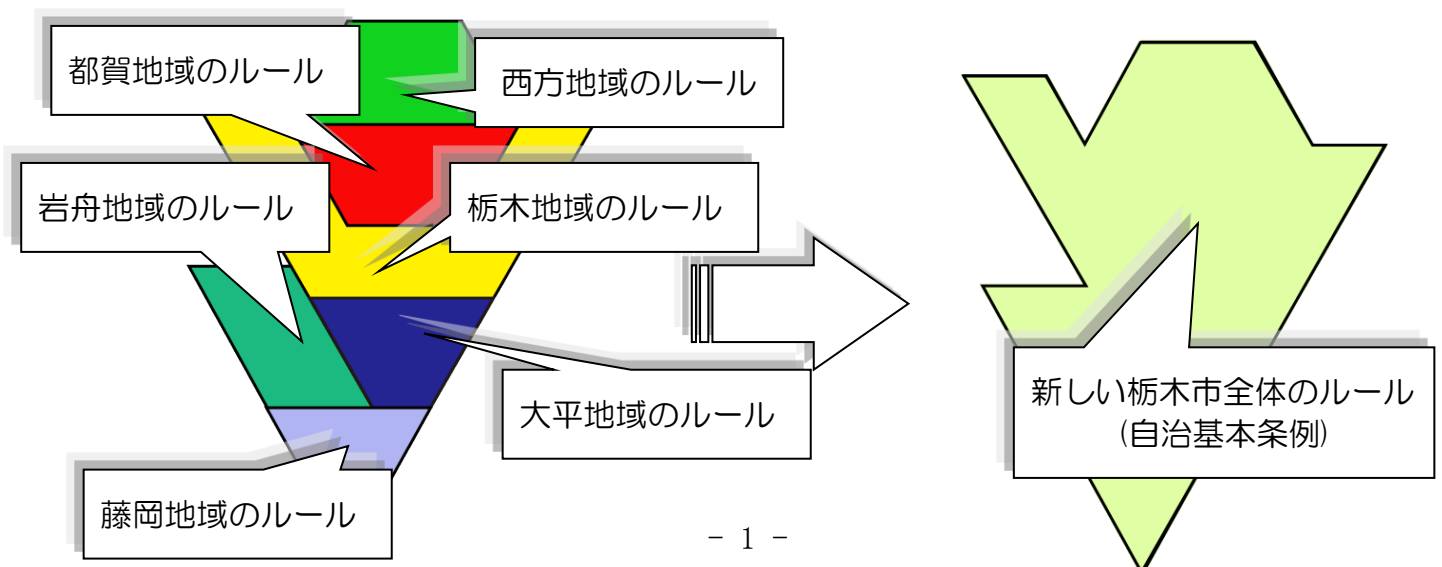 都賀地域のルール
西方地域のルール
岩舟地域のルール
栃木地域のルール
大平地域のルール
藤岡地域のルール
新しい栃木市全体のルール
(自治基本条例)
- 1 -